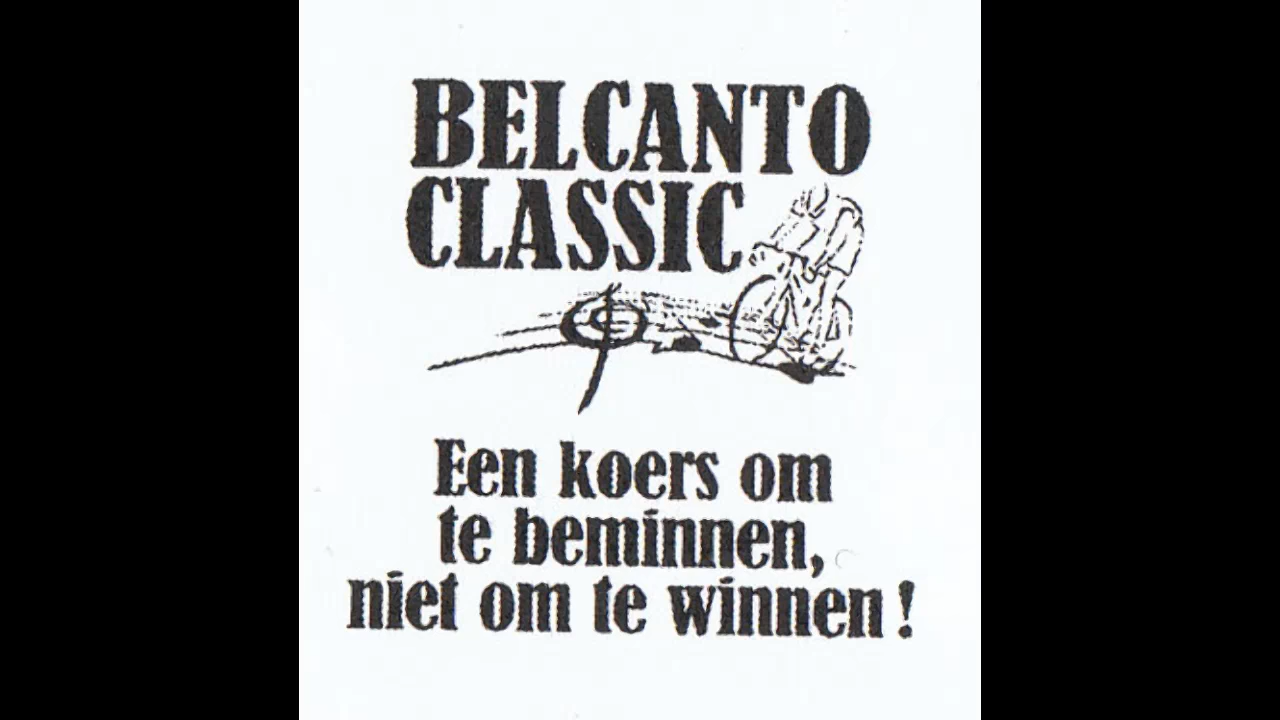 BELCANTO
CLASSIC
Een koers om
te beminnen,
niet om te winnen!